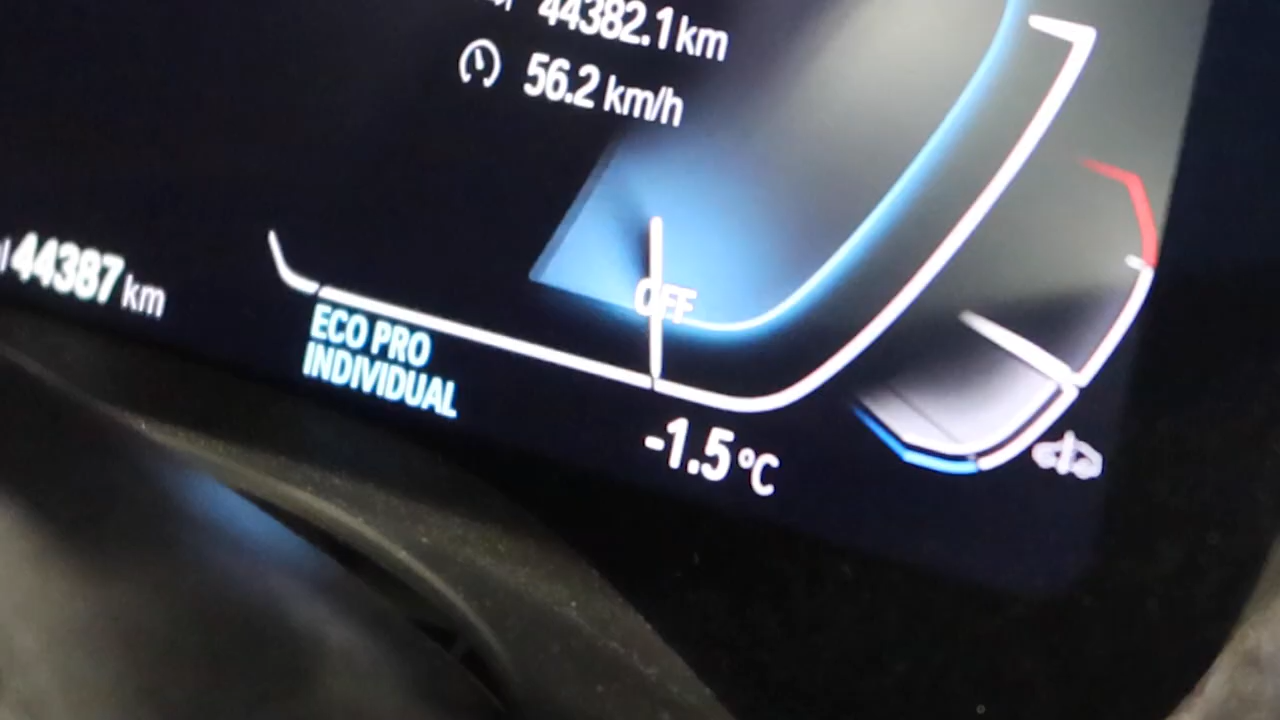 44382.1 km
56.2 km/h
44387 km
OFF
ECO PRO
INDIVIDUAL
-1.5 °C